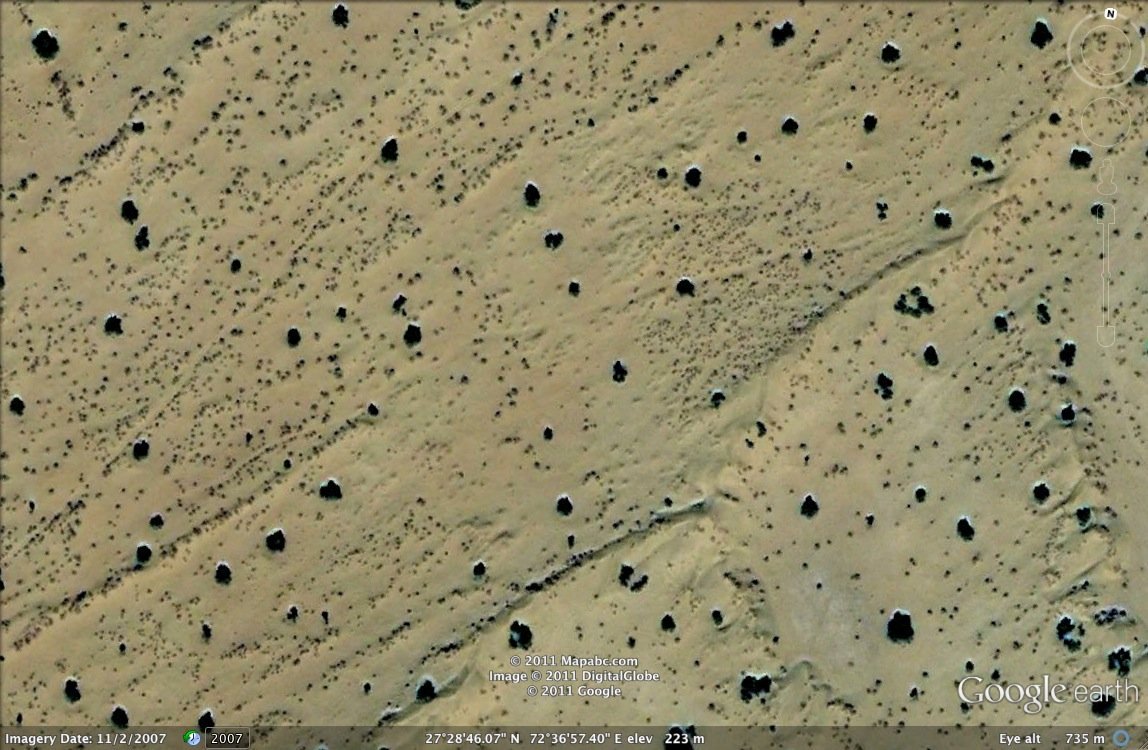 N
© 2011 Mapabc.com
Image © 2011 DigitalGlobe
© 2011 Google
Google earth
Imagery Date: 11/2/2007 2007 27°28'46.07" N 72°36'57.40" E elev 223 m Eye alt 735 m